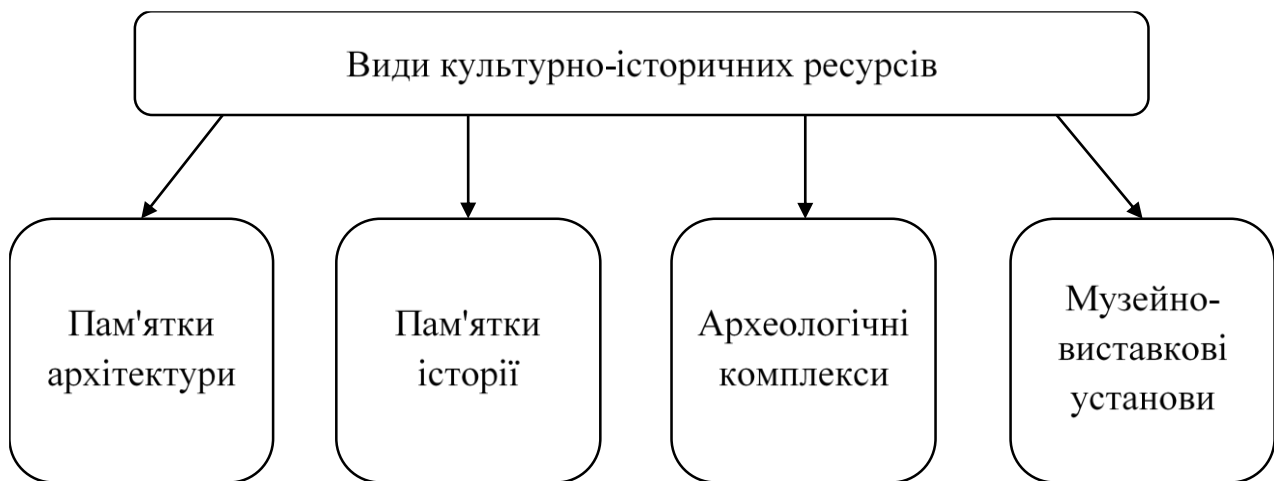 Види культурно-історичних ресурсів
Пам'ятки
архітектури
Пам'ятки
історії
Археологічні
комплекси
Музейно-
виставкові
установи